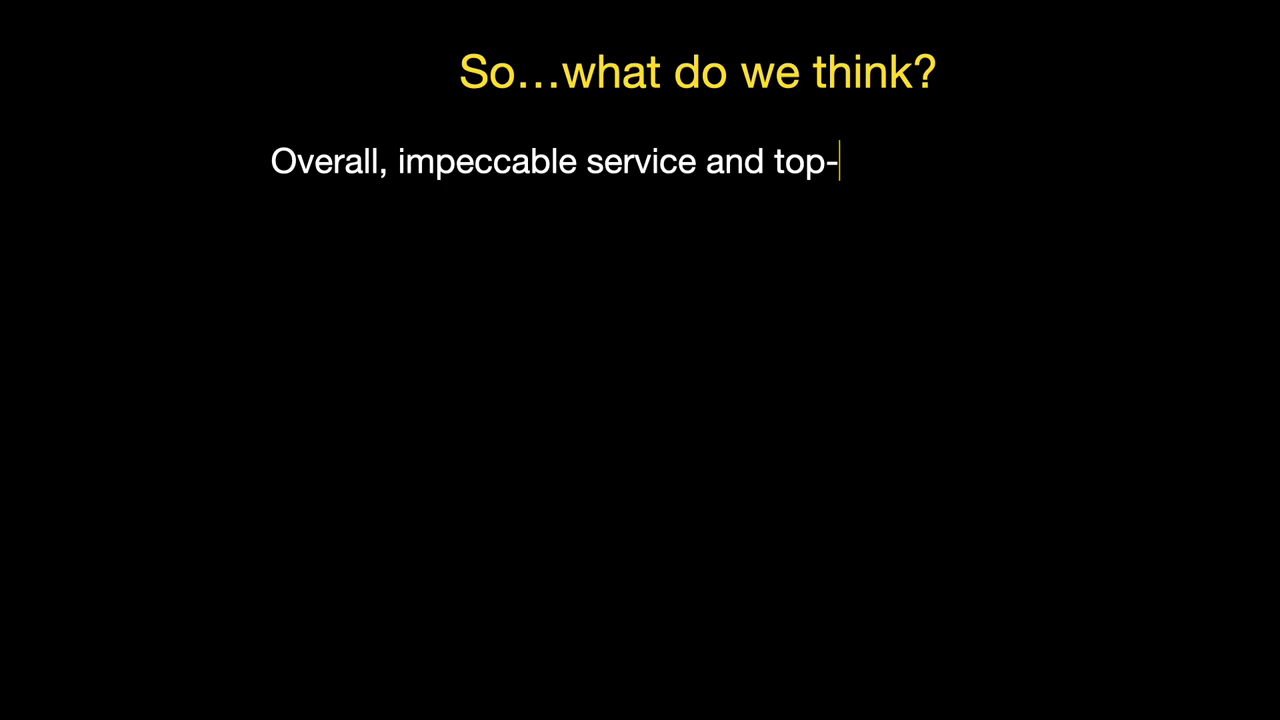 So…what do we think?
Overall, impeccable service and top-